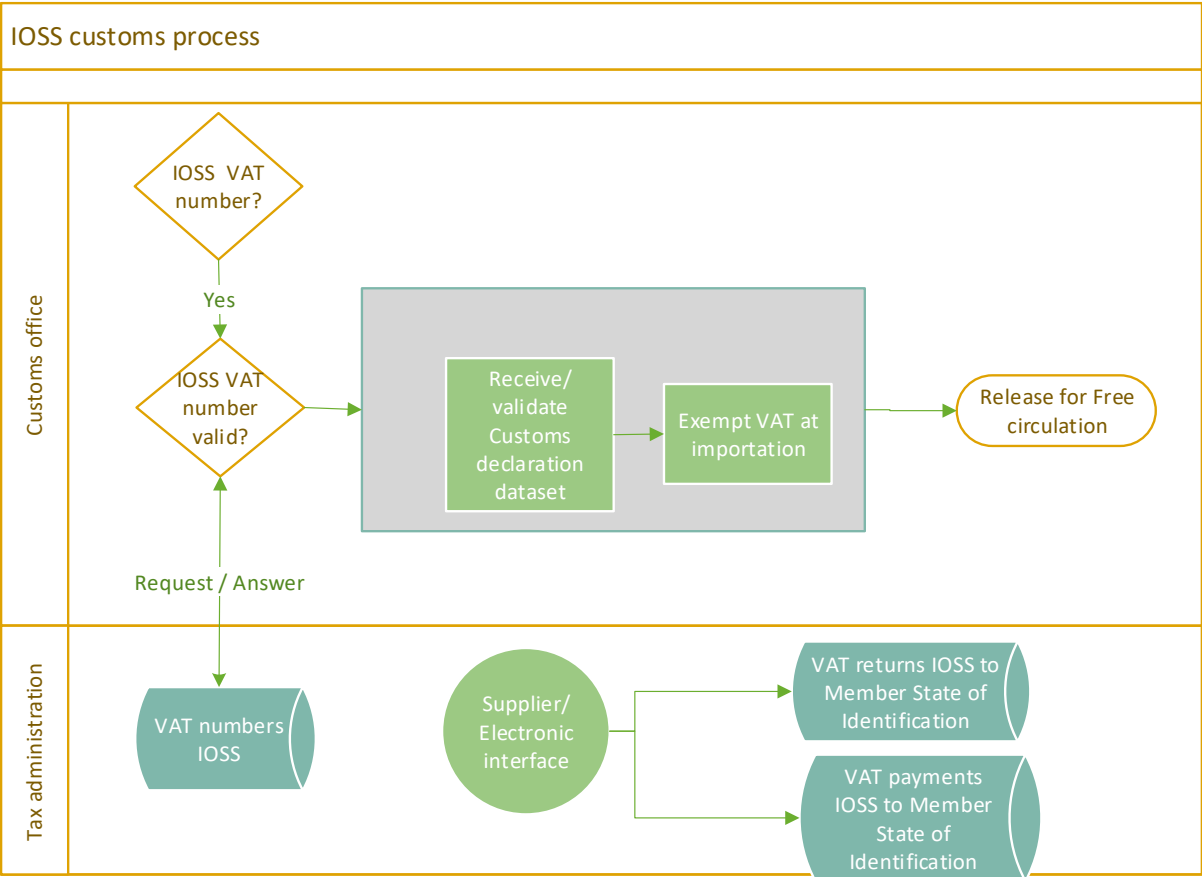 IOSS customs process
Customs office
IOSS VAT
number?
Yes
IOSS VAT
number
valid?
Receive/
validate
Customs
declaration
dataset
Exempt VAT at
importation
Release for Free
circulation
Request / Answer
Tax administration
VAT numbers
IOSS
Supplier/
Electronic
interface
VAT returns IOSS to
Member State of
Identification
VAT payments
IOSS to Member
State of
Identification